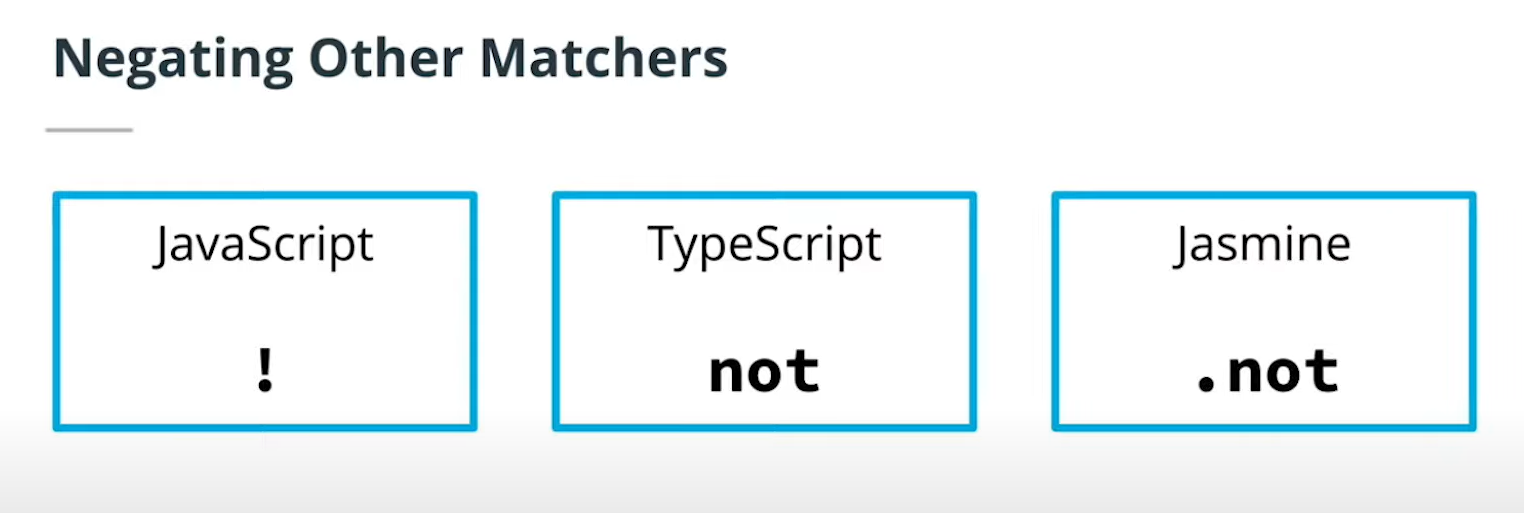 Negating Other Matchers
JavaScript
!
TypeScript
not
Jasmine
.not